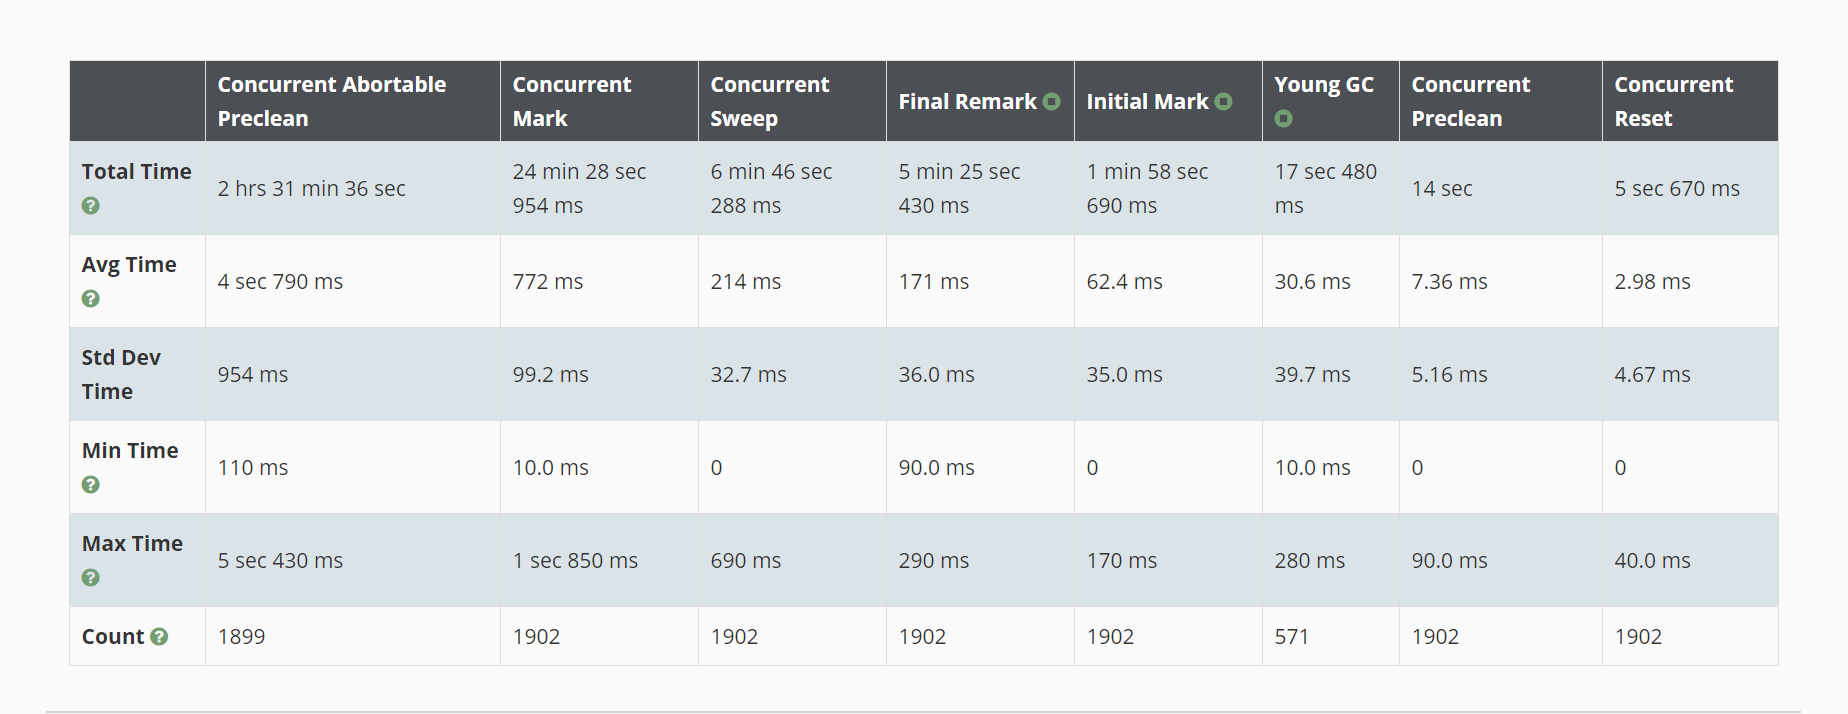 Concurrent Abortable Preclean
Concurrent Mark
Concurrent Sweep
Final Remark
Initial Mark
Young GC
Concurrent Preclean
Concurrent Reset
Total Time
2 hrs 31 min 36 sec
24 min 28 sec 954 ms
6 min 46 sec 288 ms
5 min 25 sec 430 ms
1 min 58 sec 690 ms
17 sec 480 ms
14 sec
5 sec 670 ms
Avg Time
4 sec 790 ms
772 ms
214 ms
171 ms
62.4 ms
30.6 ms
7.36 ms
2.98 ms
Std Dev Time
954 ms
99.2 ms
32.7 ms
36.0 ms
35.0 ms
39.7 ms
5.16 ms
4.67 ms
Min Time
110 ms
10.0 ms
0
90.0 ms
0
10.0 ms
0
0
Max Time
5 sec 430 ms
1 sec 850 ms
690 ms
290 ms
170 ms
280 ms
90.0 ms
40.0 ms
Count
1899
1902
1902
1902
1902
571
1902
1902